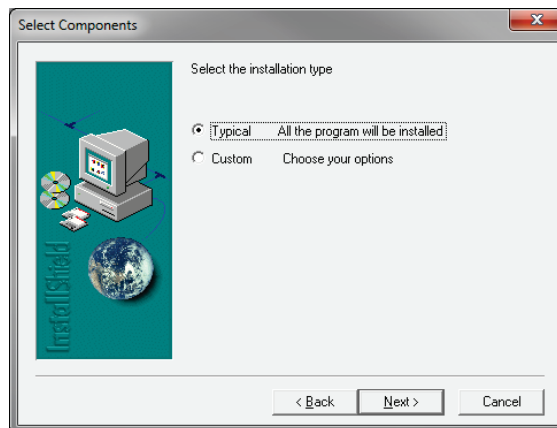 Select Components
Select the installation type
Typical All the program will be installed
Custom Choose your options
InstallShield
< Back Next > Cancel